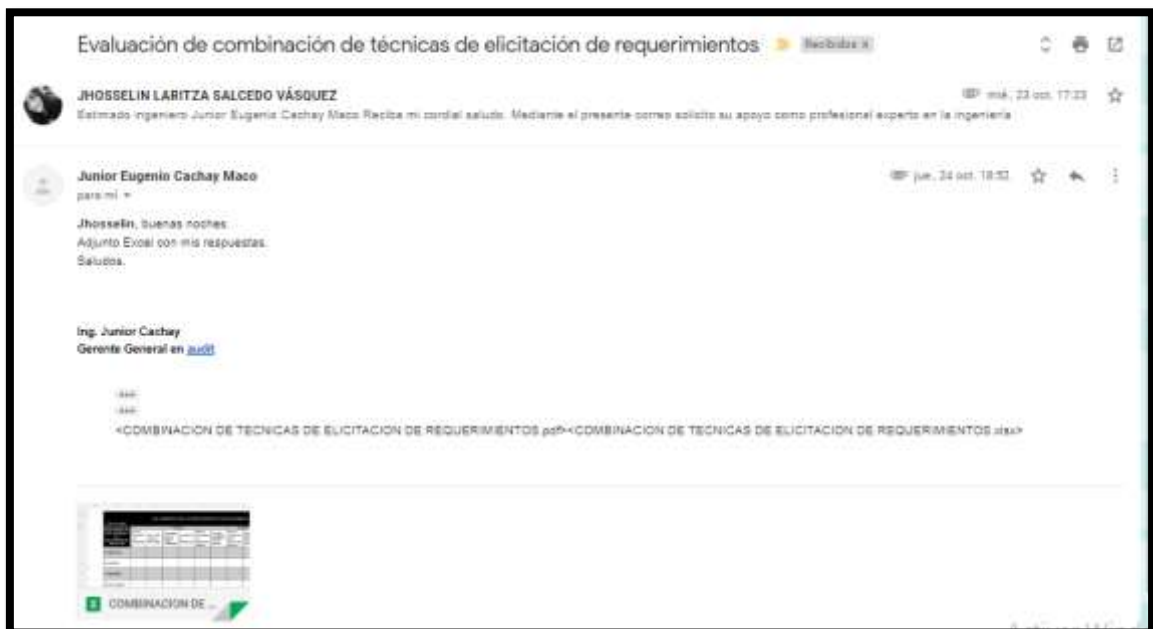 Evaluación de combinación de técnicas de elicitación de requerimientos Recibidos x
JHOSSELIN LARITZA SALCEDO VÁSQUEZ mié, 23 oct. 17:23
Estimado ingeniero Junior Eugenio Cachay Maco Reciba mi cordial saludo. Mediante el presente correo solicito su apoyo como profesional experto en la ingeniería
Junior Eugenio Cachay Maco jue, 24 oct. 18:52
para mí
Jhosselin, buenas noches
Adjunto Excel con mis respuestas.
Saludos.
Ing. Junior Cachay
Gerente General en audit
<COMBINACION DE TECNICAS DE ELICITACION DE REQUERIMIENTOS.pdf><COMBINACION DE TECNICAS DE ELICITACION DE REQUERIMIENTOS.xlsx>
COMBINACION DE ...